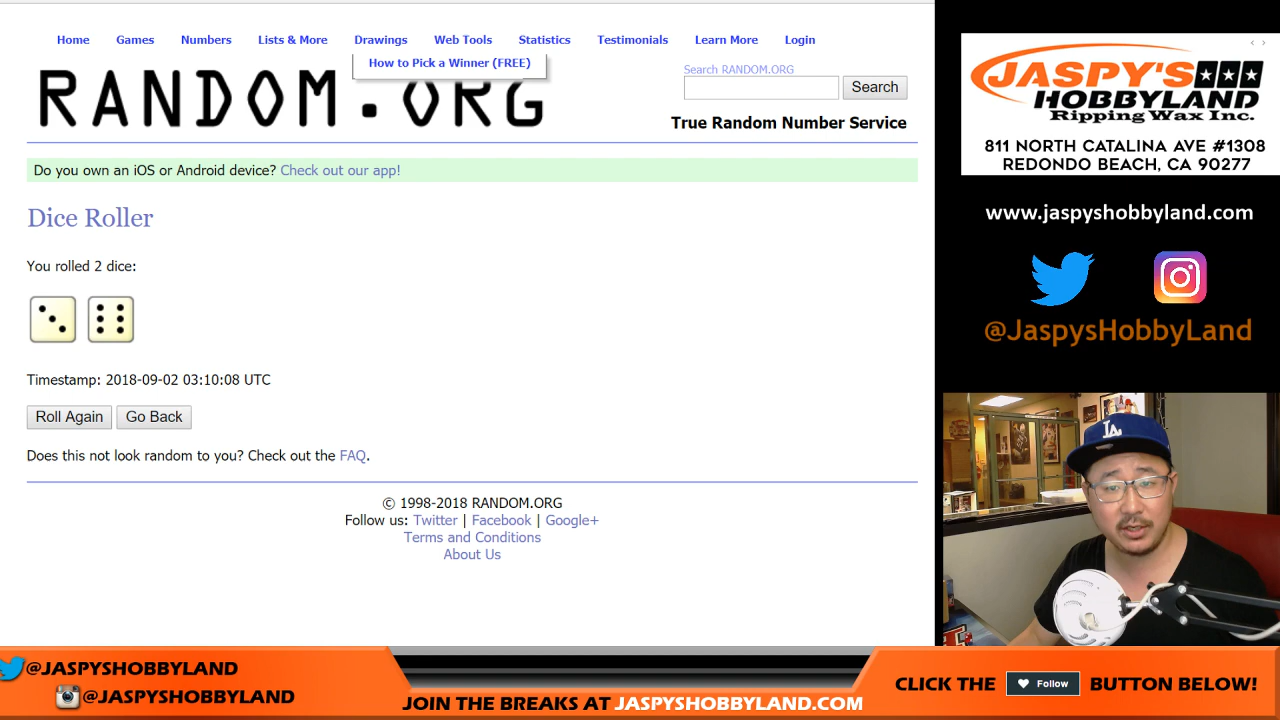 Home Games Numbers Lists & More Drawings Web Tools Statistics Testimonials Learn More Login
How to Pick a Winner (FREE)
RANDOM.ORG
Search RANDOM.ORG
Search
True Random Number Service
Do you own an iOS or Android device? Check out our app!
Dice Roller
You rolled 2 dice:
Timestamp: 2018-09-02 03:10:08 UTC
Roll Again Go Back
Does this not look random to you? Check out the FAQ.
© 1998-2018 RANDOM.ORG
Follow us: Twitter | Facebook | Google+
Terms and Conditions
About Us
JASPY'S
HOBBYLAND
Ripping Wax Inc.
811 NORTH CATALINA AVE #1308
REDONDO BEACH, CA 90277
www.jaspyshobbyland.com
@JaspysHobbyLand
LA
@JASPYSHOBBYLAND
@JASPYSHOBBYLAND
JOIN THE BREAKS AT JASPYSHOBBYLAND.COM
CLICK THE Follow BUTTON BELOW!